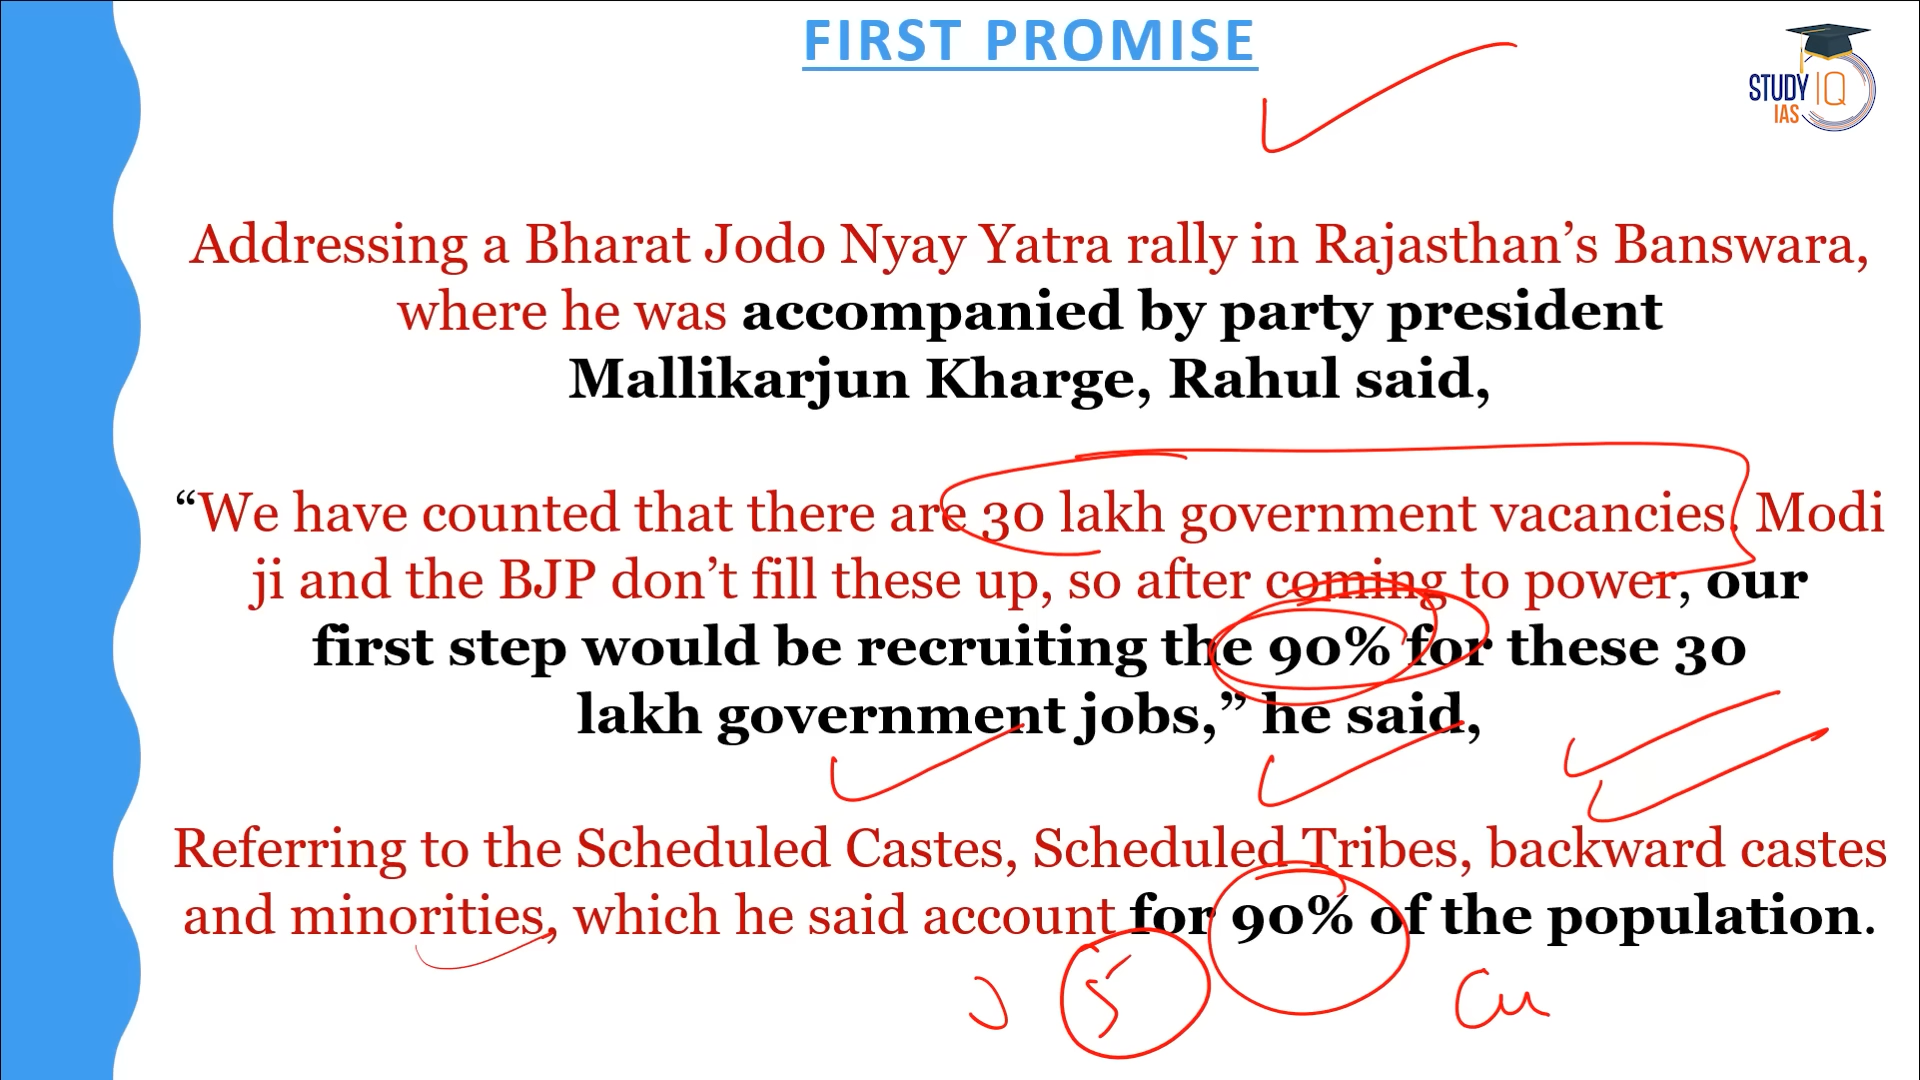 FIRST PROMISE
STUDY IQ
IAS
Addressing a Bharat Jodo Nyay Yatra rally in Rajasthan’s Banswara,
where he was accompanied by party president
Mallikarjun Kharge, Rahul said,
“We have counted that there are 30 lakh government vacancies. Modi
ji and the BJP don’t fill these up, so after coming to power, our
first step would be recruiting the 90% for these 30
lakh government jobs,” he said,
Referring to the Scheduled Castes, Scheduled Tribes, backward castes
and minorities, which he said account for 90% of the population.